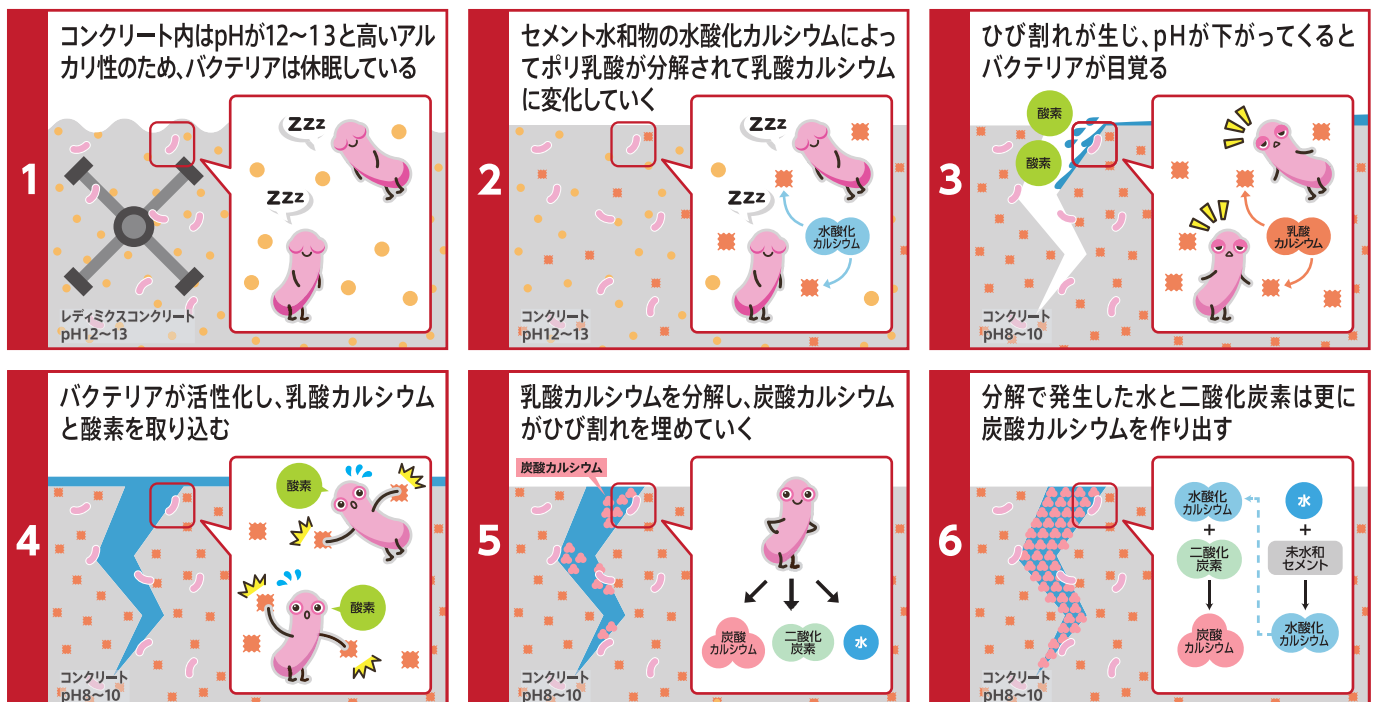 1
コンクリート内はpHが12～13と高いアル
カリ性のため、バクテリアは休眠している
zzz
zzz
レディミクスコンクリート
pH12～13
2
セメント水和物の水酸化カルシウムによっ
てポリ乳酸が分解されて乳酸カルシウム
に変化していく
zzz
zzz
水酸化
カルシウム
コンクリート
pH12～13
3
ひび割れが生じ、pHが下がってくると
バクテリアが目覚る
酸素
酸素
乳酸
カルシウム
コンクリート
pH8～10
4
バクテリアが活性化し、乳酸カルシウム
と酸素を取り込む
酸素
酸素
コンクリート
pH8～10
5
乳酸カルシウムを分解し、炭酸カルシウム
がひび割れを埋めていく
炭酸カルシウム
炭酸
カルシウム
二酸化
炭素
水
コンクリート
pH8～10
6
分解で発生した水と二酸化炭素は更に
炭酸カルシウムを作り出す
水酸化
カルシウム
+
二酸化
炭素
炭酸
カルシウム
水
+
未水和
セメント
水酸化
カルシウム
コンクリート
pH8～10